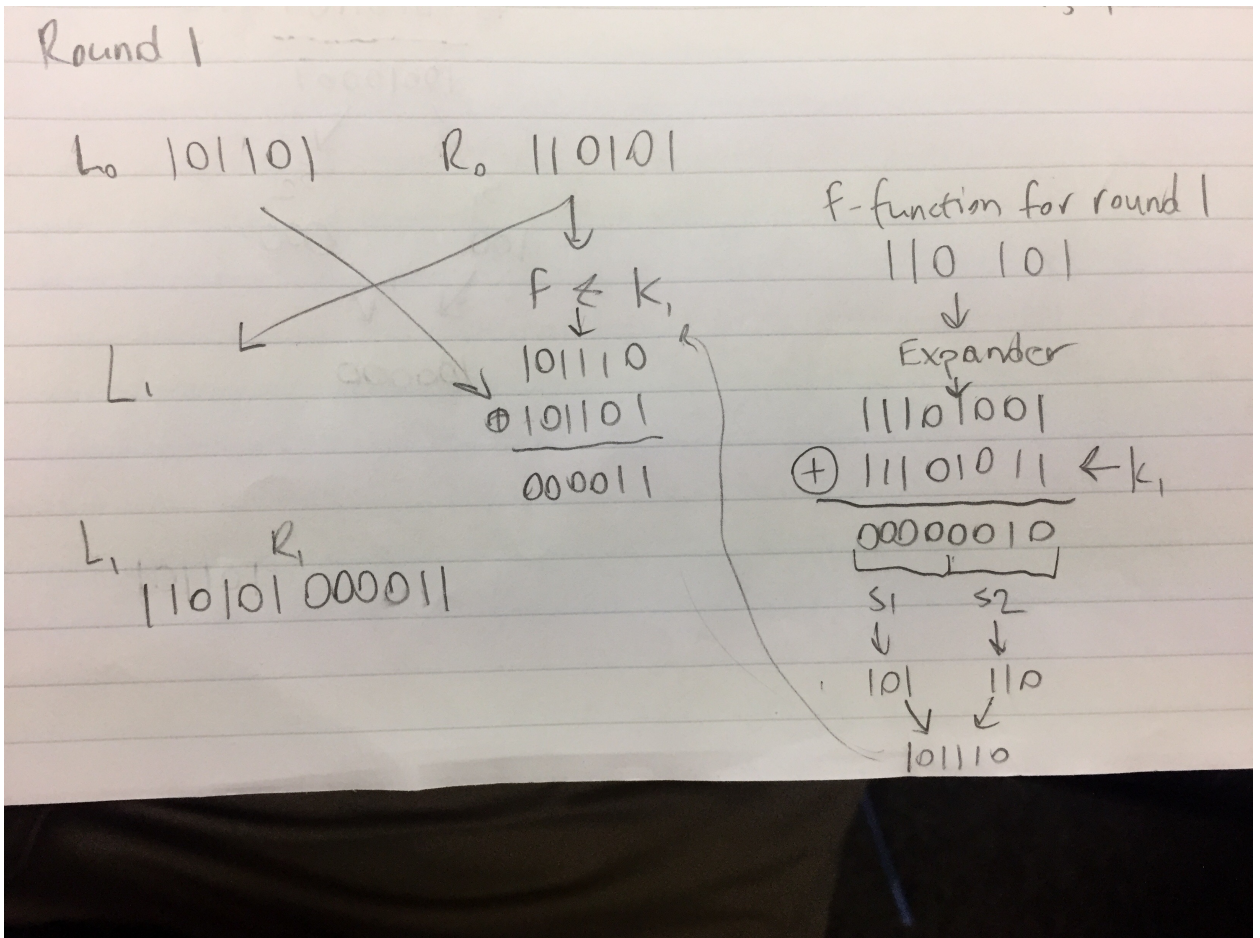 Round 1
L₀ 101101 R₀ 110101
F & K₁
101110
⊕ 101101
000011
L₁
L₁ R₁
110101 000011
f-function for round 1
110 101
Expander
11101001
⊕ 11101011 ← K₁
00000010
S1 S2
101 110
101110